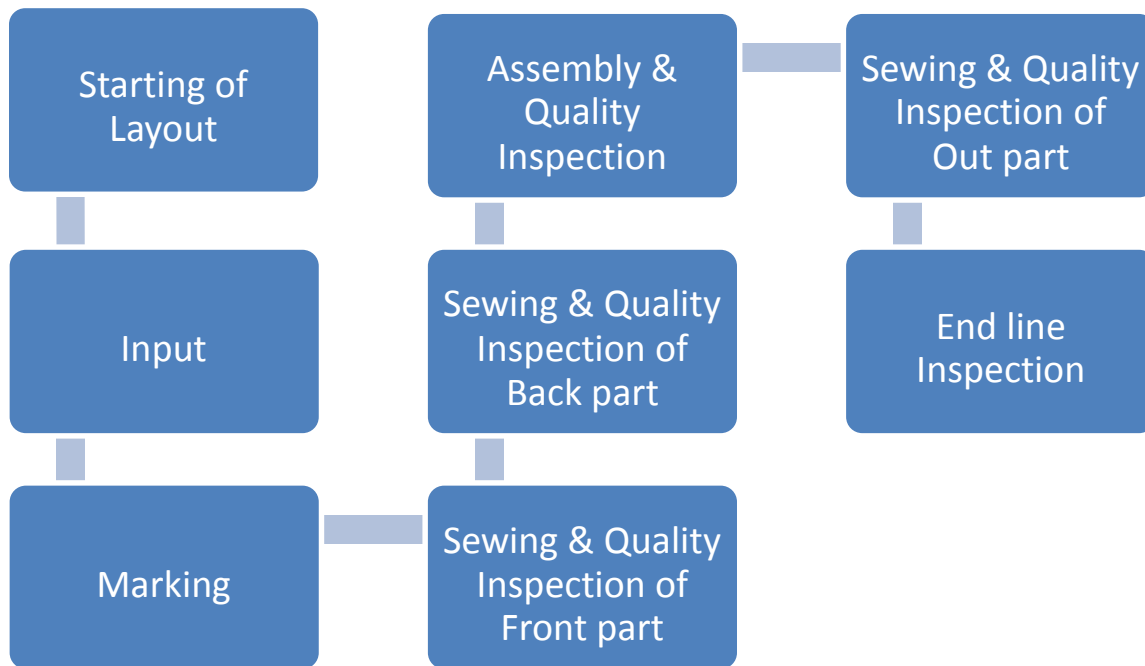 Starting of
Layout
Input
Marking
Sewing & Quality
Inspection of
Front part
Sewing & Quality
Inspection of
Back part
Assembly &
Quality
Inspection
Sewing & Quality
Inspection of
Out part
End line
Inspection